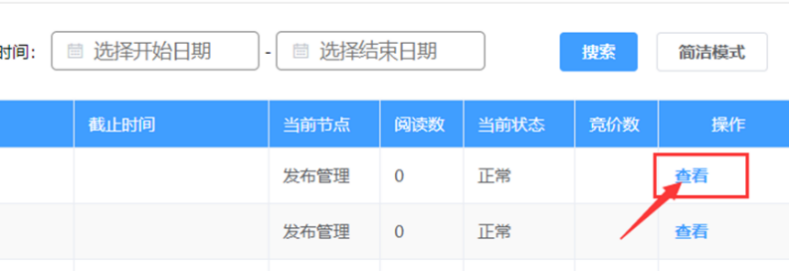 时间： 选择开始日期 - 选择结束日期 搜索 简洁模式
截止时间 当前节点 阅读数 当前状态 竞价数 操作
发布管理 0 正常 查看
发布管理 0 正常 查看